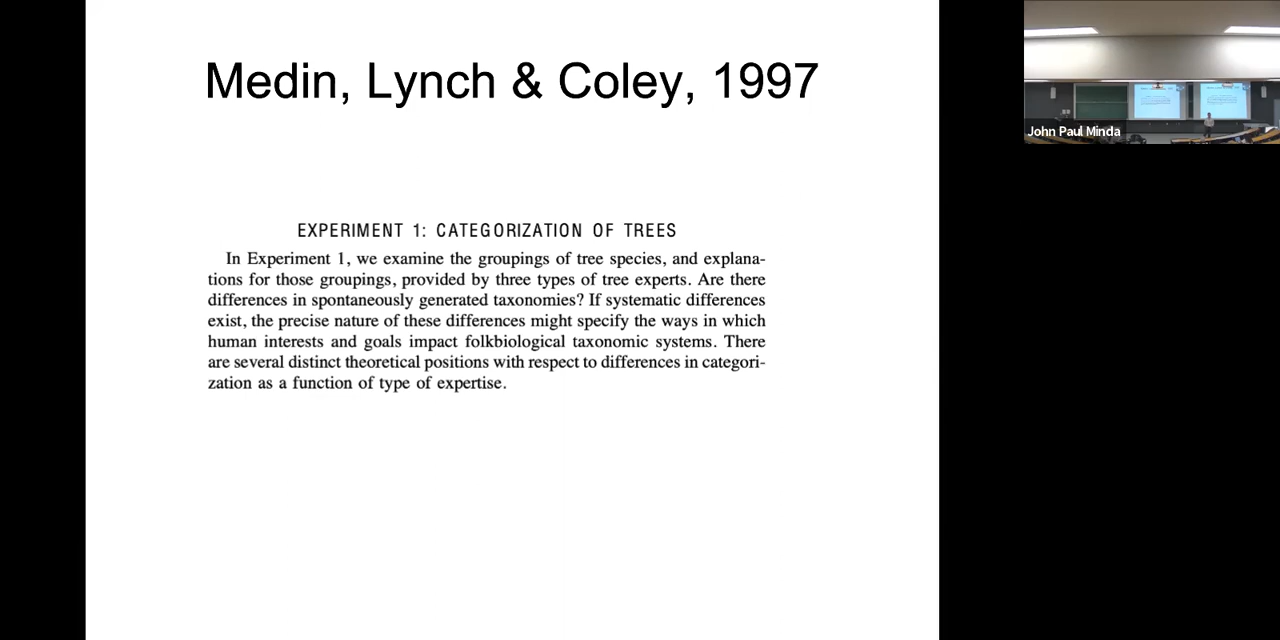 Medin, Lynch & Coley, 1997
EXPERIMENT 1: CATEGORIZATION OF TREES
In Experiment 1, we examine the groupings of tree species, and explana-
tions for those groupings, provided by three types of tree experts. Are there
differences in spontaneously generated taxonomies? If systematic differences
exist, the precise nature of these differences might specify the ways in which
human interests and goals impact folkbiological taxonomic systems. There
are several distinct theoretical positions with respect to differences in categori-
zation as a function of type of expertise.
John Paul Minda